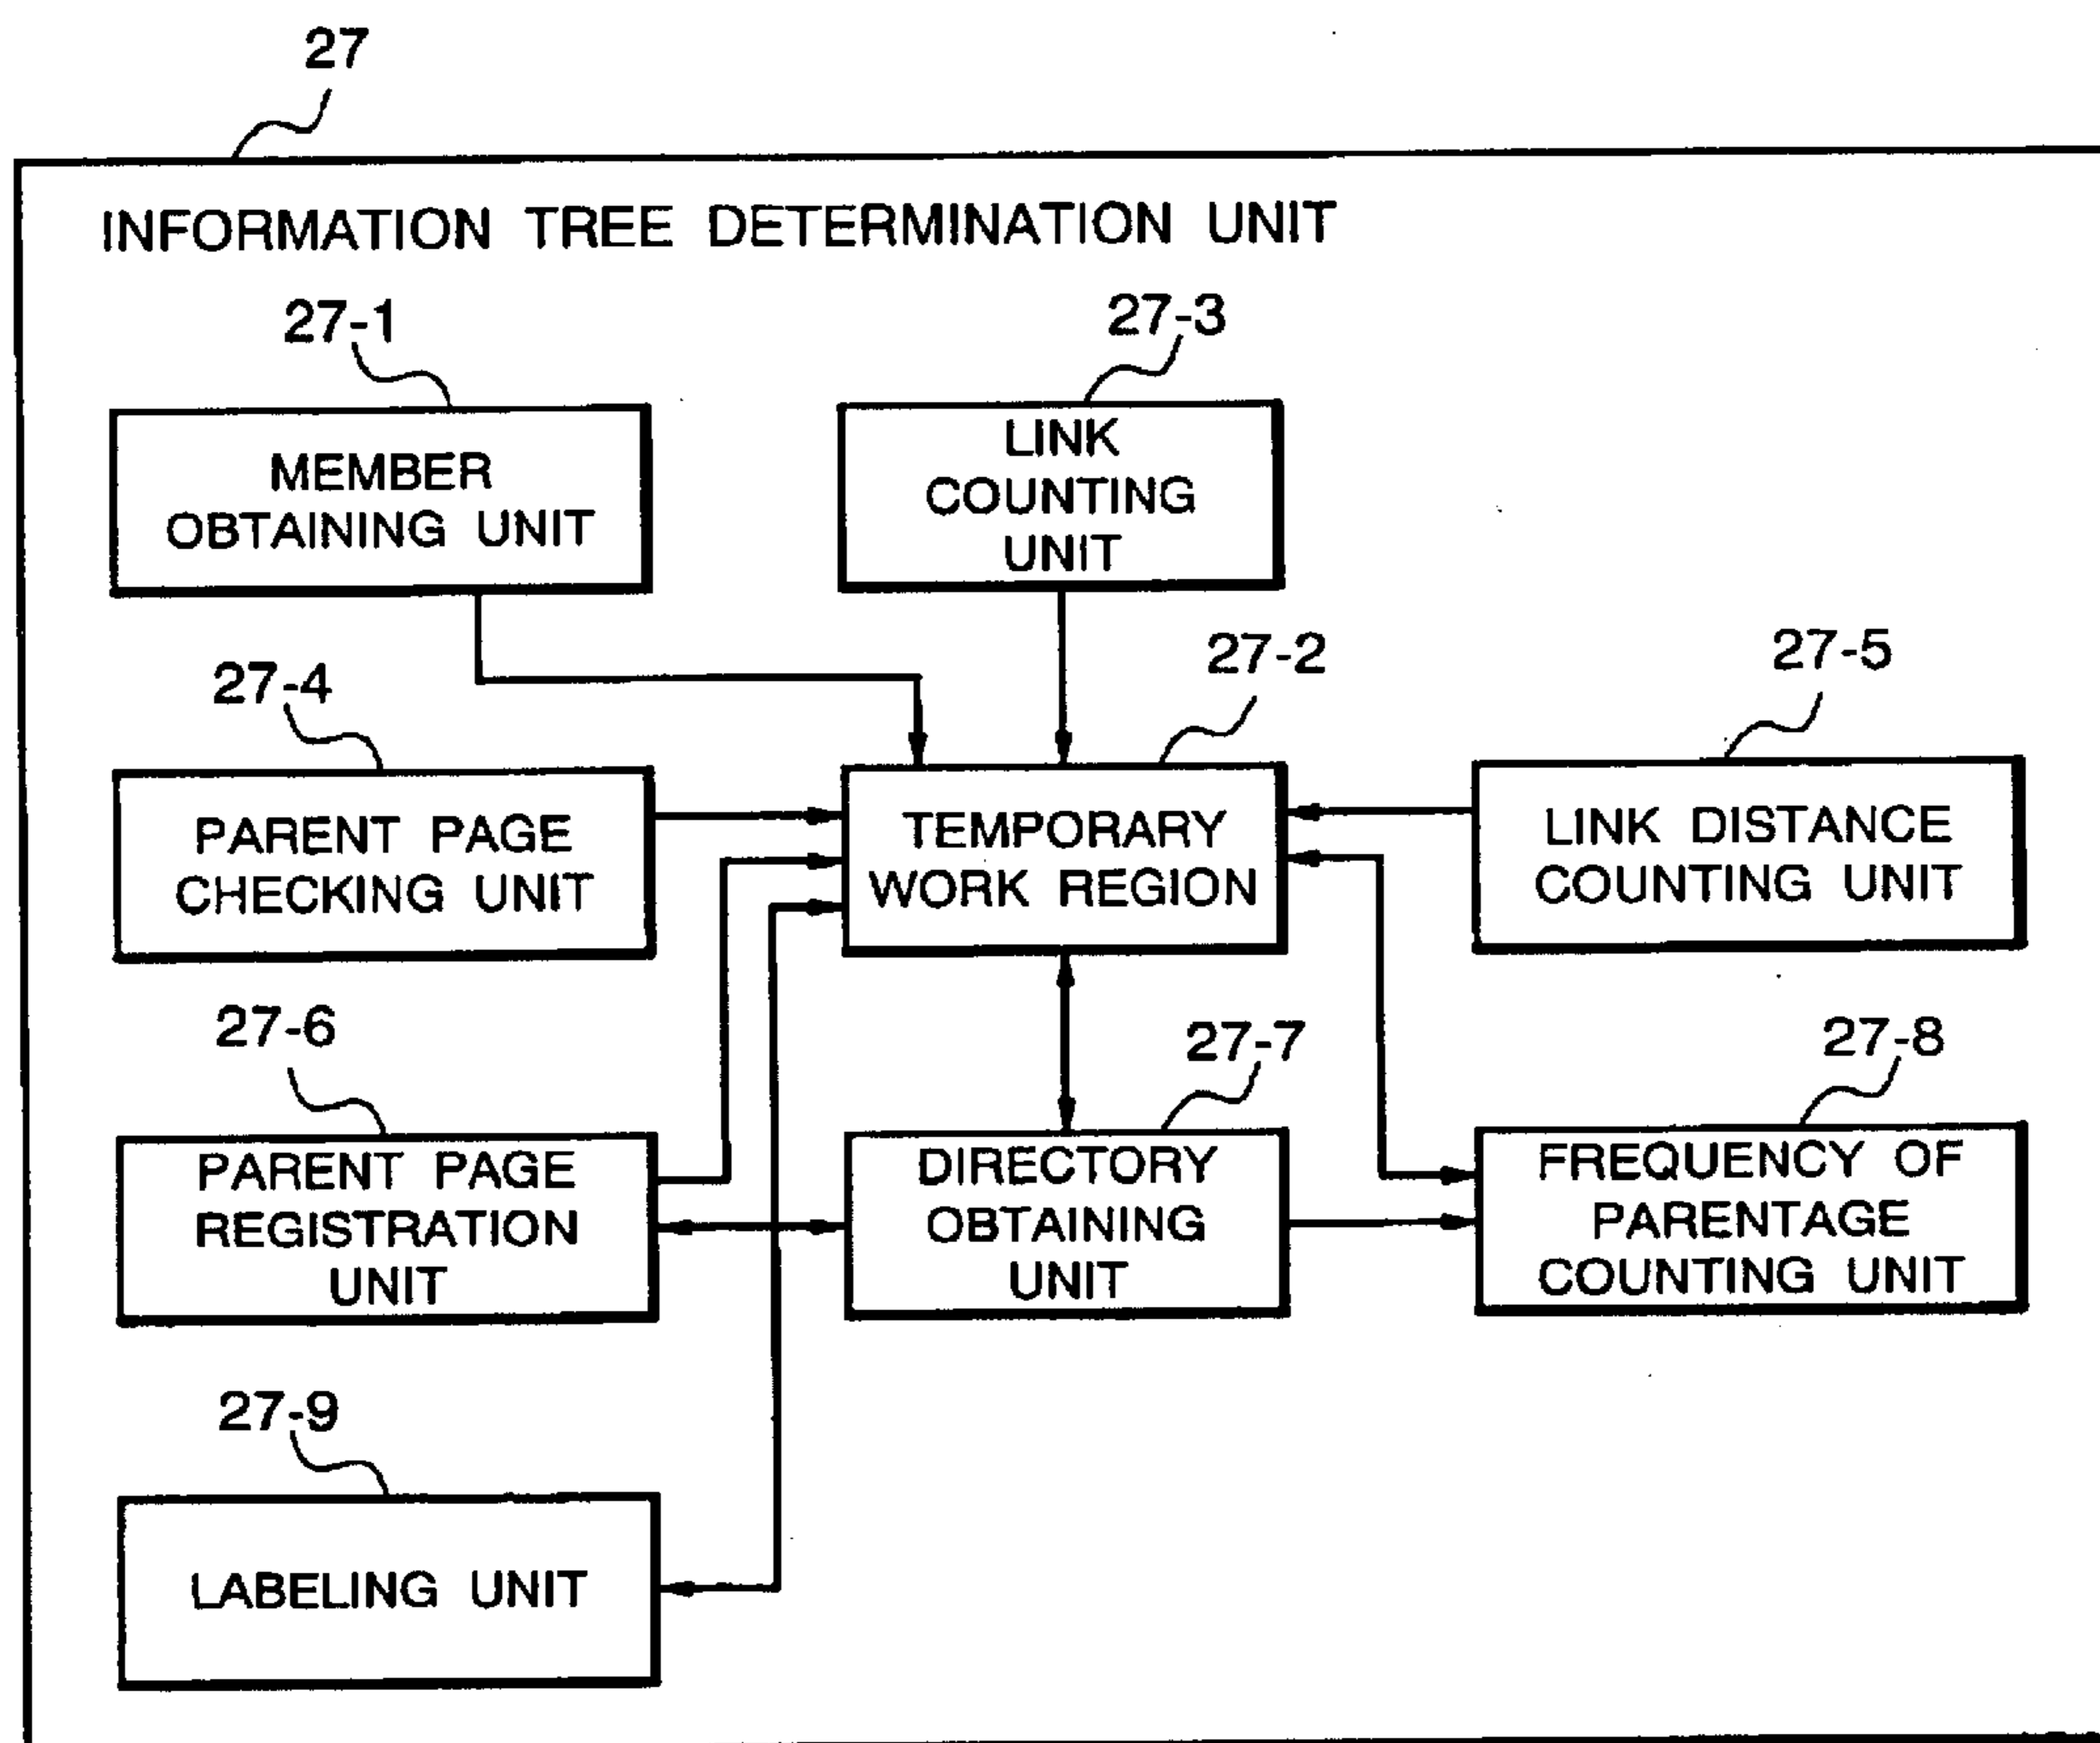 27
INFORMATION TREE DETERMINATION UNIT
27-1
27-3
MEMBER
OBTAINING UNIT
LINK
COUNTING
UNIT
27-4
27-2
27-5
PARENT PAGE
CHECKING UNIT
TEMPORARY
WORK REGION
LINK DISTANCE
COUNTING UNIT
27-6
27-7
27-8
PARENT PAGE
REGISTRATION
UNIT
DIRECTORY
OBTAINING
UNIT
FREQUENCY OF
PARENTAGE
COUNTING UNIT
27-9
LABELING UNIT